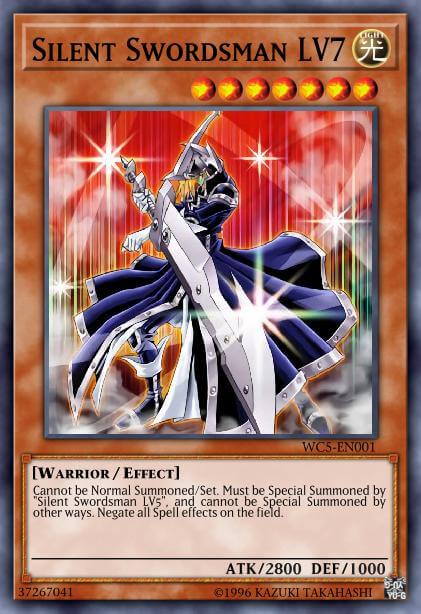 SILENT SWORDSMAN LV7
LIGHT
光
WC5-EN001
[WARRIOR / EFFECT]
Cannot be Normal Summoned/Set. Must be Special Summoned by
"Silent Swordsman LV5", and cannot be Special Summoned by
other ways. Negate all Spell effects on the field.
ATK/2800 DEF/1000
37267041
©1996 KAZUKI TAKAHASHI